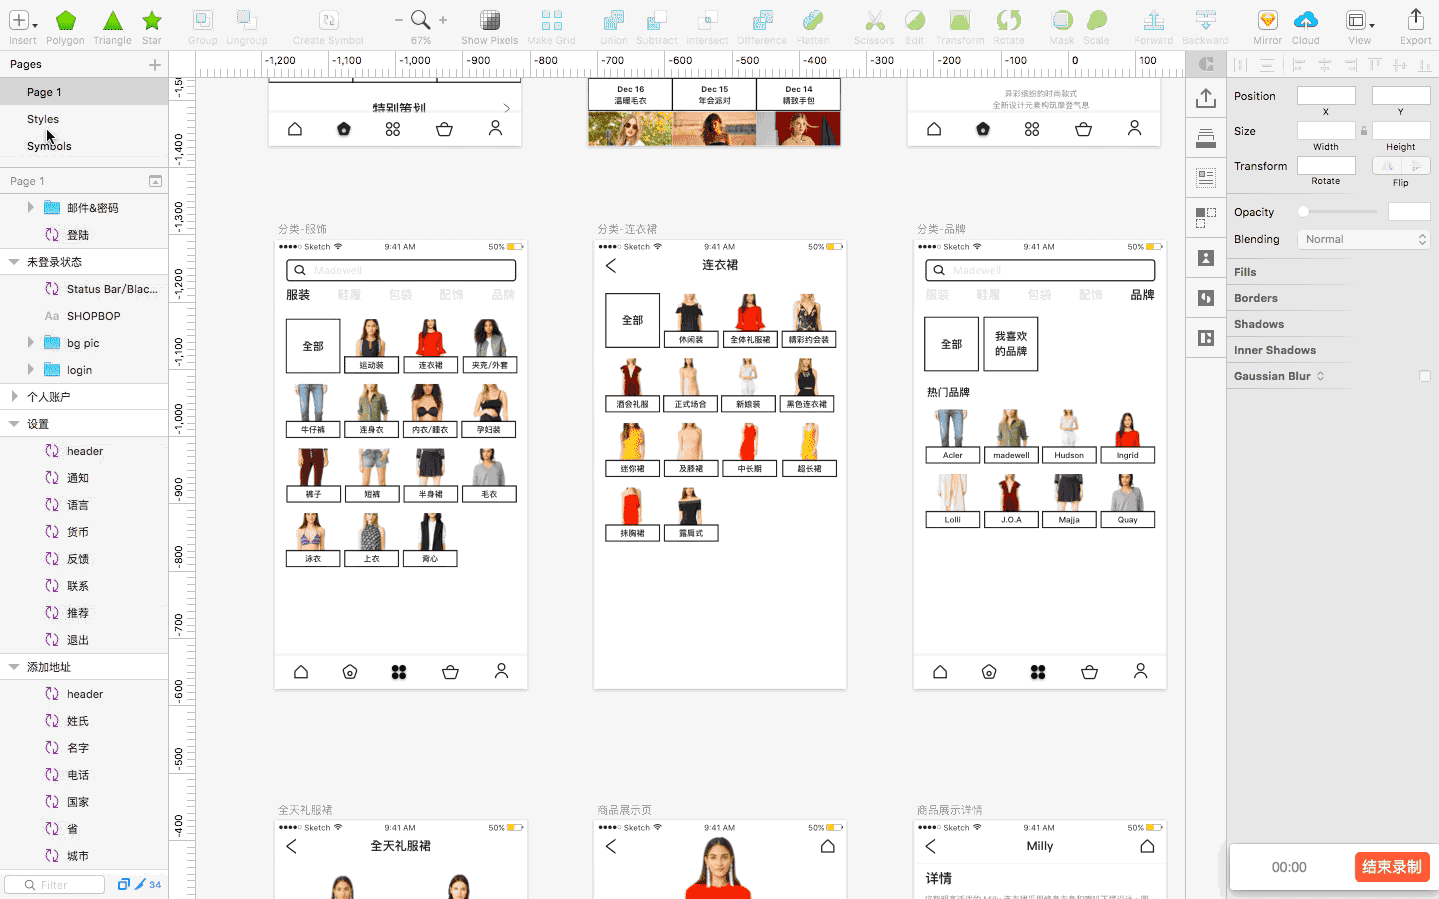 Insert
Polygon
Triangle
Star
Group
Ungroup
Create Symbol
67%
Show Pixels
Make Grid
Union
Subtract
Intersect
Difference
Flatten
Scissors
Edit
Transform
Rotate
Mask
Scale
Forward
Backward
Mirror
Cloud
View
Export
Pages
Page 1
Styles
Symbols
Page 1
邮件&密码
登陆
未登录状态
Status Bar/Blac...
Aa SHOPBOP
bg pic
login
个人账户
设置
header
通知
语言
货币
反馈
联系
推荐
退出
添加地址
header
姓氏
名字
电话
国家
省
城市
Filter
34
-1,200 -1,100 -1,000 -900 -800 -700 -600 -500 -400 -300 -200 -100 0 100
-1,400
-1,300
-1,200
-1,100
-1,000
-900
-800
-700
-600
-500
-400
特别策划
Dec 16 Dec 15 Dec 14
温暖毛衣 年会派对 精致手包
异彩缤纷的时尚款式
全新设计元素构筑摩登气息
分类-服饰
Sketch 9:41 AM 50%
Madewell
服装 鞋履 包袋 配饰 品牌
全部 运动装 连衣裙 夹克/外套
牛仔裤 连身衣 内衣/睡衣 孕妇装
裤子 短裤 半身裙 毛衣
泳衣 上衣 背心
分类-连衣裙
Sketch 9:41 AM 50%
连衣裙
全部 休闲装 全体礼服裙 精彩约会装
酒会礼服 正式场合 新娘装 黑色连衣裙
迷你裙 及膝裙 中长期 超长裙
抹胸裙 露肩式
分类-品牌
Sketch 9:41 AM 50%
Madewell
服装 鞋履 包袋 配饰 品牌
全部
我喜欢
的品牌
热门品牌
Acler madewell Hudson Ingrid
Lolli J.O.A Majja Quay
全天礼服裙
Sketch 9:41 AM 50%
全天礼服裙
商品展示页
Sketch 9:41 AM 50%
商品展示详情
Sketch 9:41 AM 50%
Milly
详情
Position
X Y
Size
Width Height
Transform
Rotate Flip
Opacity
Blending Normal
Fills
Borders
Shadows
Inner Shadows
Gaussian Blur
00:00 结束录制